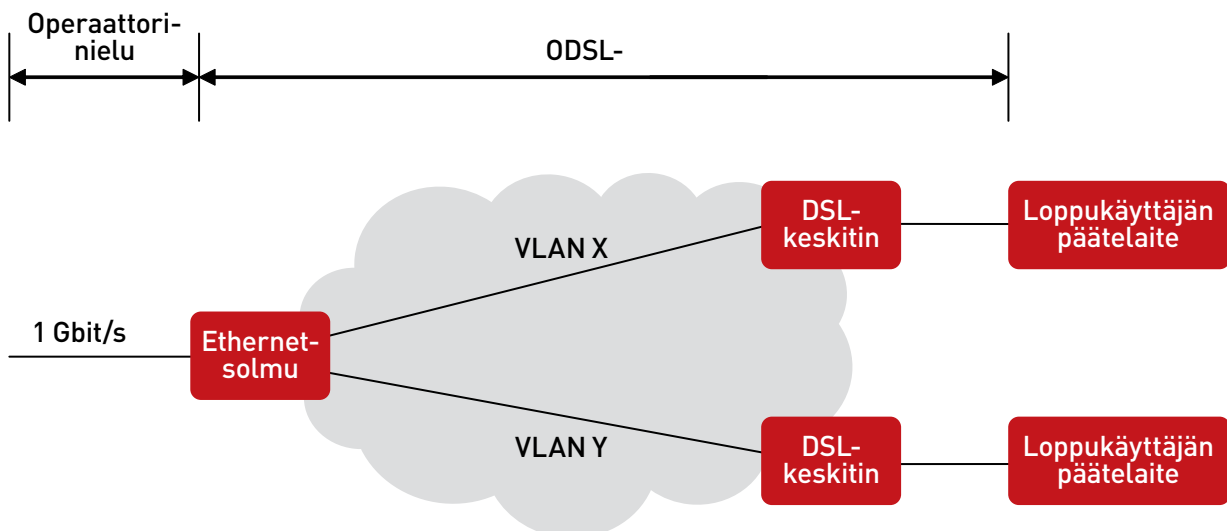 Operaattori-
nielu
ODSL-
VLAN X
DSL-
keskitin
Loppukäyttäjän
päätelaite
1 Gbit/s
Ethernet-
solmu
VLAN Y
DSL-
keskitin
Loppukäyttäjän
päätelaite